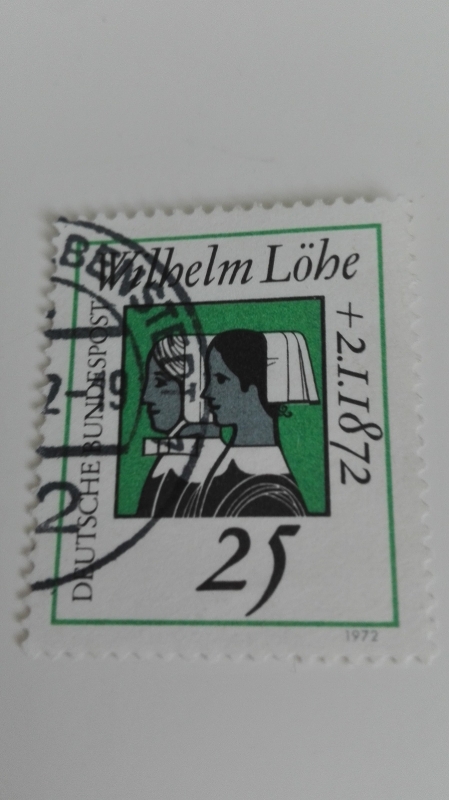 Wilhelm Löhe
+ 2.1.1872
DEUTSCHE BUNDESPOST
25
1972